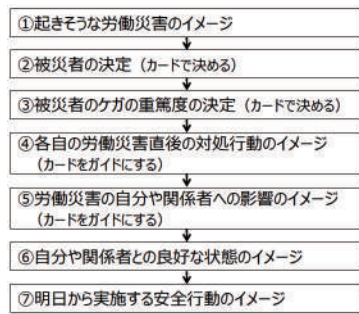 ①起きそうな労働災害のイメージ
②被災者の決定（カードで決める）
③被災者のケガの重篤度の決定（カードで決める）
④各自の労働災害直後の対処行動のイメージ
（カードをガイドにする）
⑤労働災害の自分や関係者への影響のイメージ
（カードをガイドにする）
⑥自分や関係者との良好な状態のイメージ
⑦明日から実施する安全行動のイメージ